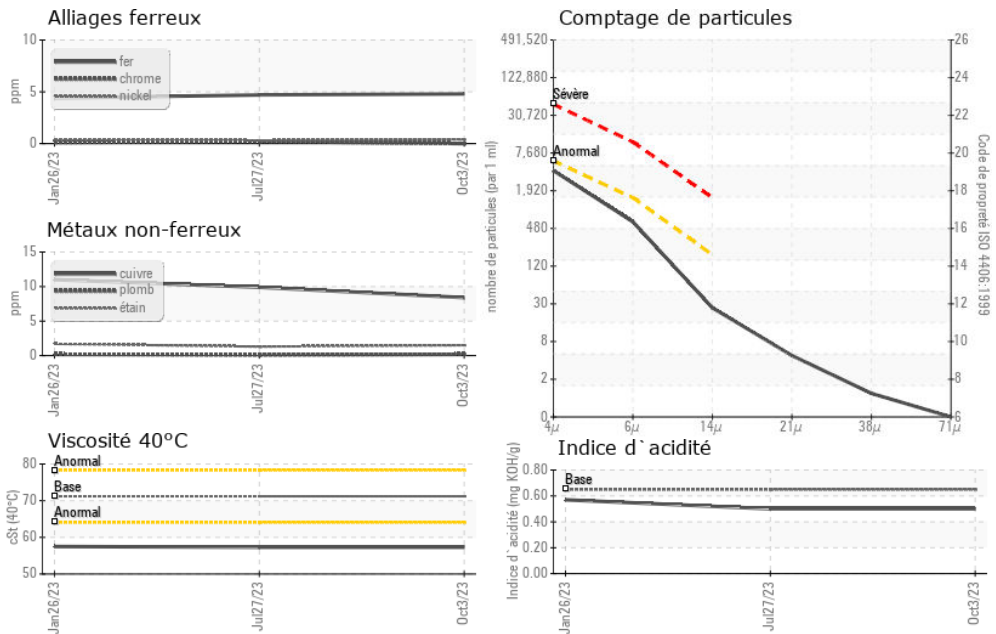 Alliages ferreux
10
5
0
ppm
fer
chrome
nickel
Jan26/23
Jul27/23
Oct3/23
Métaux non-ferreux
15
10
5
0
ppm
cuivre
plomb
étain
Jan26/23
Jul27/23
Oct3/23
Viscosité 40°C
80
70
60
50
cSt (40°C)
Anormal
Base
Anormal
Jan26/23
Jul27/23
Oct3/23
Comptage de particules
491,520
122,880
30,720
7,680
1,920
480
120
30
8
2
0
nombre de particules (par 1 ml)
Sévère
Anormal
26
24
22
20
18
16
14
12
10
8
6
Code de propreté ISO 4406:1999
4µ
6µ
14µ
21µ
38µ
71µ
Indice d`acidité
0.80
0.60
0.40
0.20
0.00
Indice d`acidité (mg KOH/g)
Base
Jan26/23
Jul27/23
Oct3/23